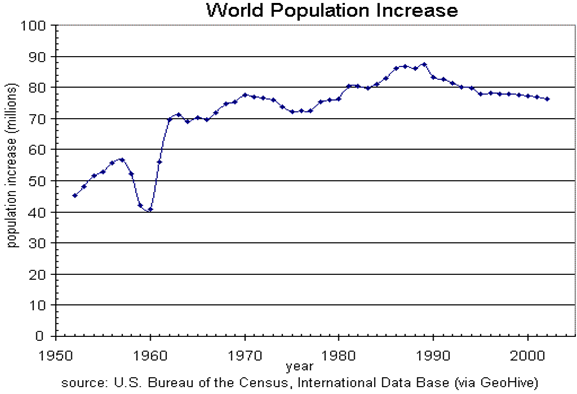 World Population Increase
100
90
80
70
60
50
40
30
20
10
0
population increase (millions)
1950 1960 1970 1980 1990 2000
year
source: U.S. Bureau of the Census, International Data Base (via GeoHive)